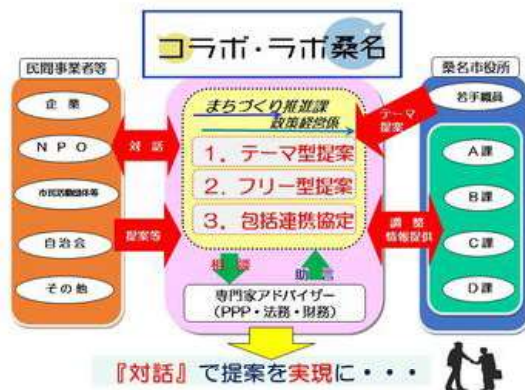 コラボ・ラボ桑名
民間事業者等
企業
NPO
市民活動団体等
自治会
その他
対話
提案等
まちづくり推進課
政策経営係
1. テーマ型提案
2. フリー型提案
3. 包括連携協定
相談
助言
専門家アドバイザー
(PPP・法務・財務)
桑名市役所
若手職員
テーマ
提案
A課
B課
C課
D課
調整
情報提供
『対話』で提案を実現に・・・